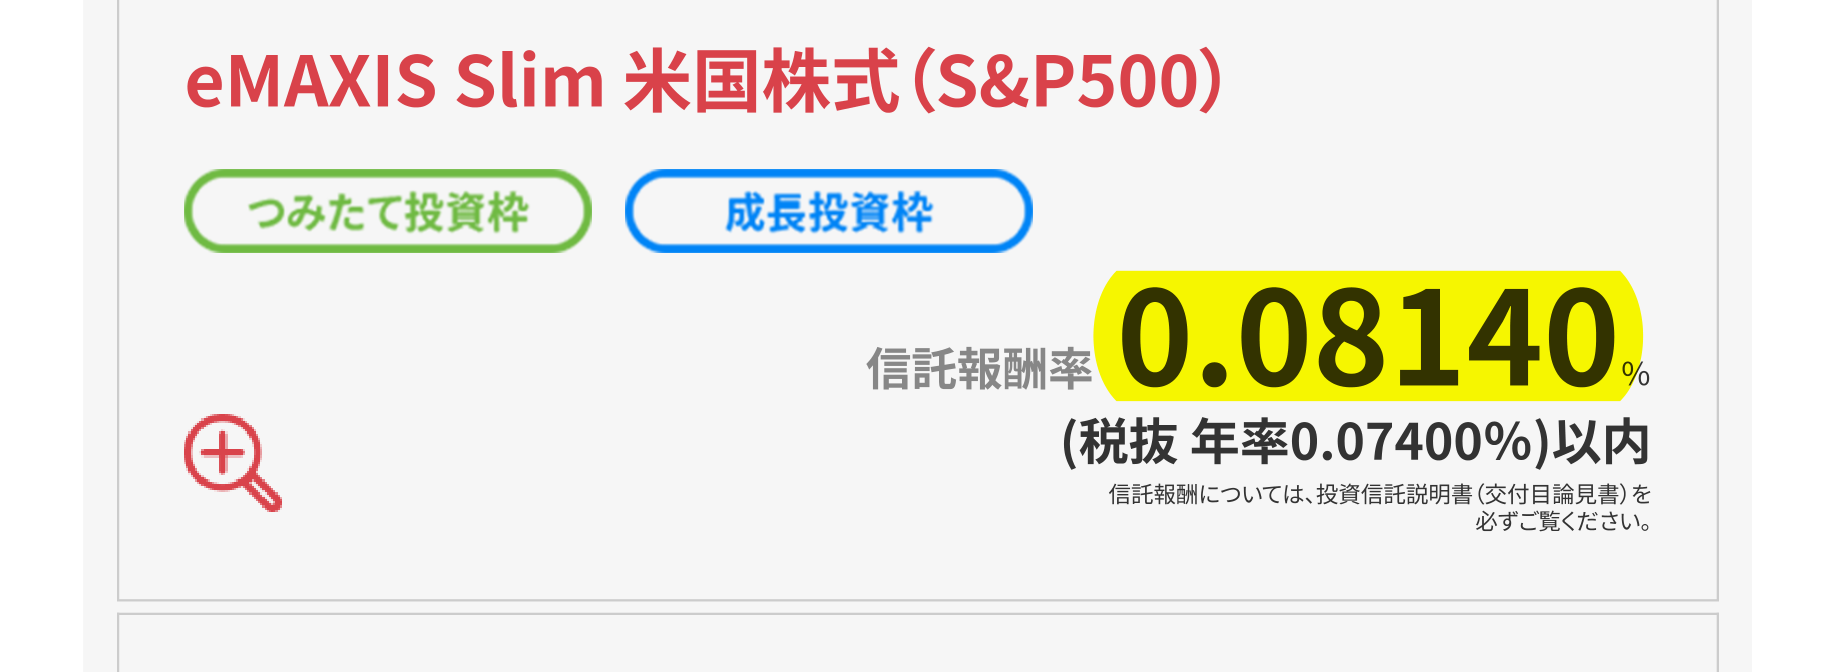 eMAXIS Slim 米国株式(S&P500)
つみたて投資枠 成長投資枠
信託報酬率0.08140%
(税抜 年率0.07400%)以内
信託報酬については、投資信託説明書(交付目論見書)を
必ずご覧ください。